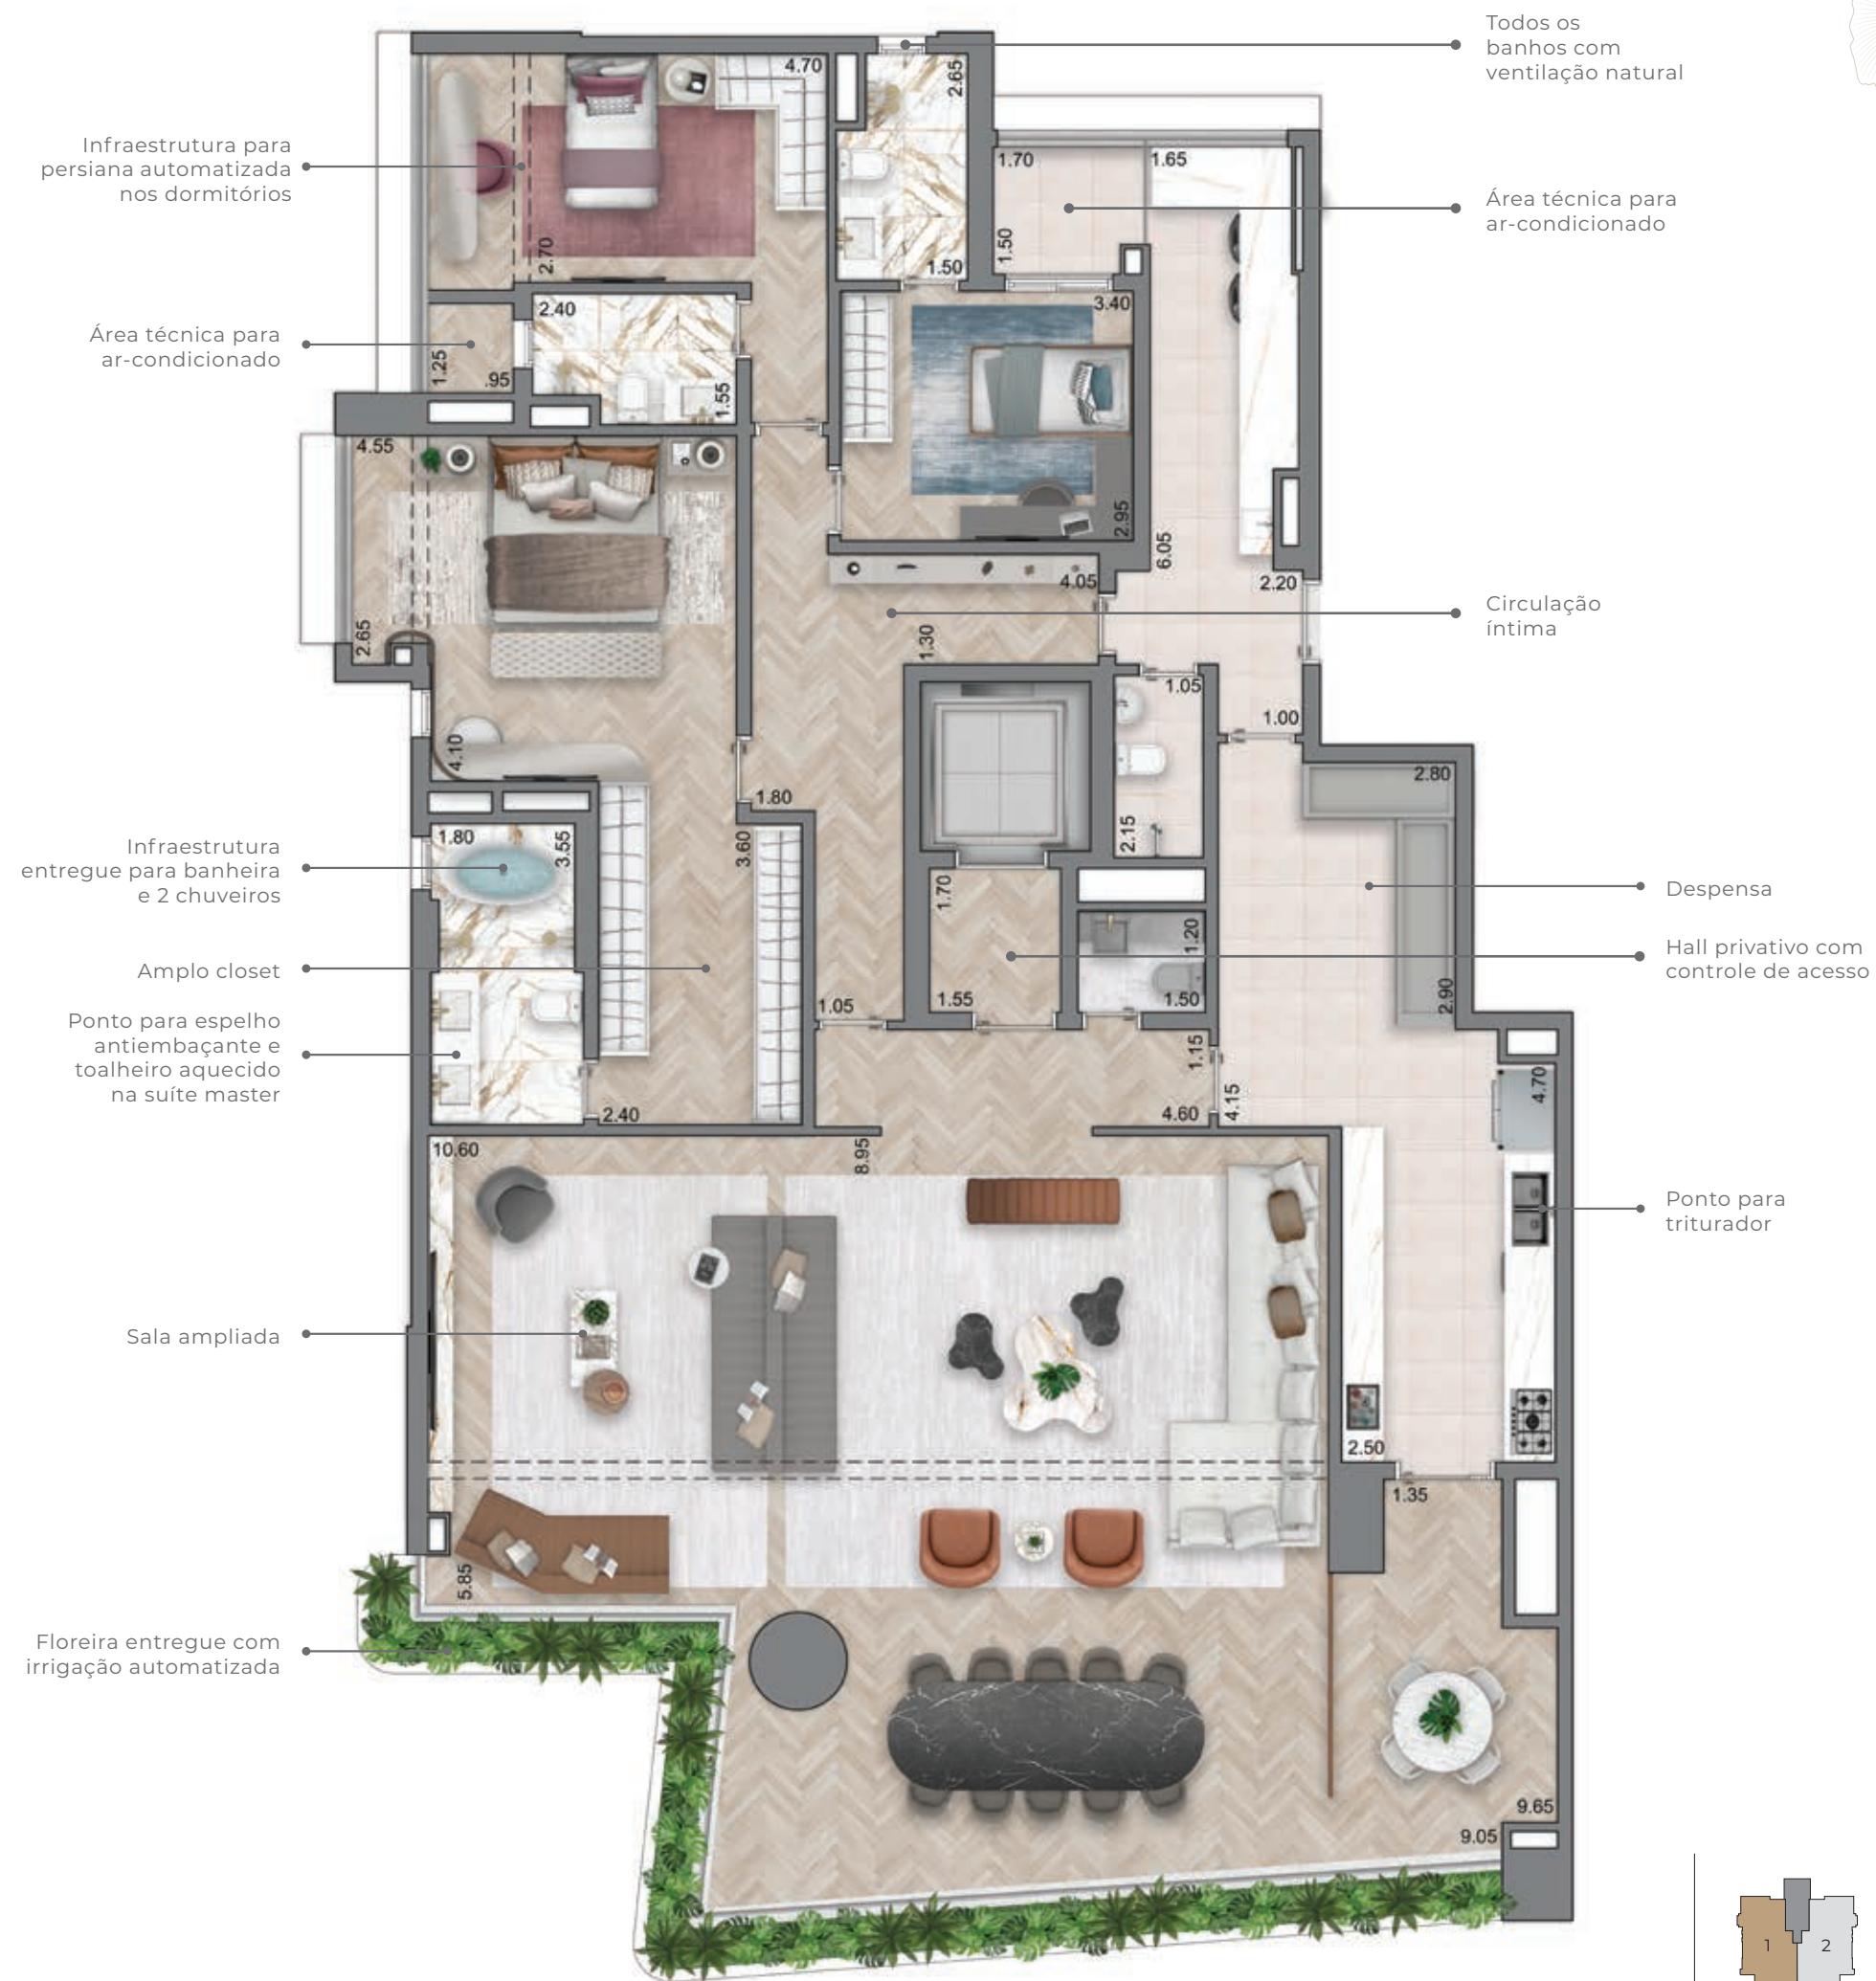 Todos os
banhos com
ventilação natural
4.70
2.65
Infraestrutura para
persiana automatizada
nos dormitórios
1.70
1.65
Área técnica para
ar-condicionado
2.70
1.50
1.50
2.40
3.40
Área técnica para
ar-condicionado
1.25
.95
1.55
4.55
2.95
6.05
4.05
2.20
Circulação
íntima
2.65
1.30
1.05
1.00
4.10
1.80
2.80
2.15
1.80
3.55
3.60
Infraestrutura
entregue para banheira
e 2 chuveiros
1.70
Despensa
1.20
Hall privativo com
controle de acesso
Amplo closet
1.05
1.55
1.50
2.90
Ponto para espelho
antiembaçante e
toalheiro aquecido
na suíte master
1.15
4.70
2.40
4.60
4.15
10.60
8.95
Ponto para
triturador
Sala ampliada
2.50
1.35
5.85
Floreira entregue com
irrigação automatizada
9.65
9.05
1
2